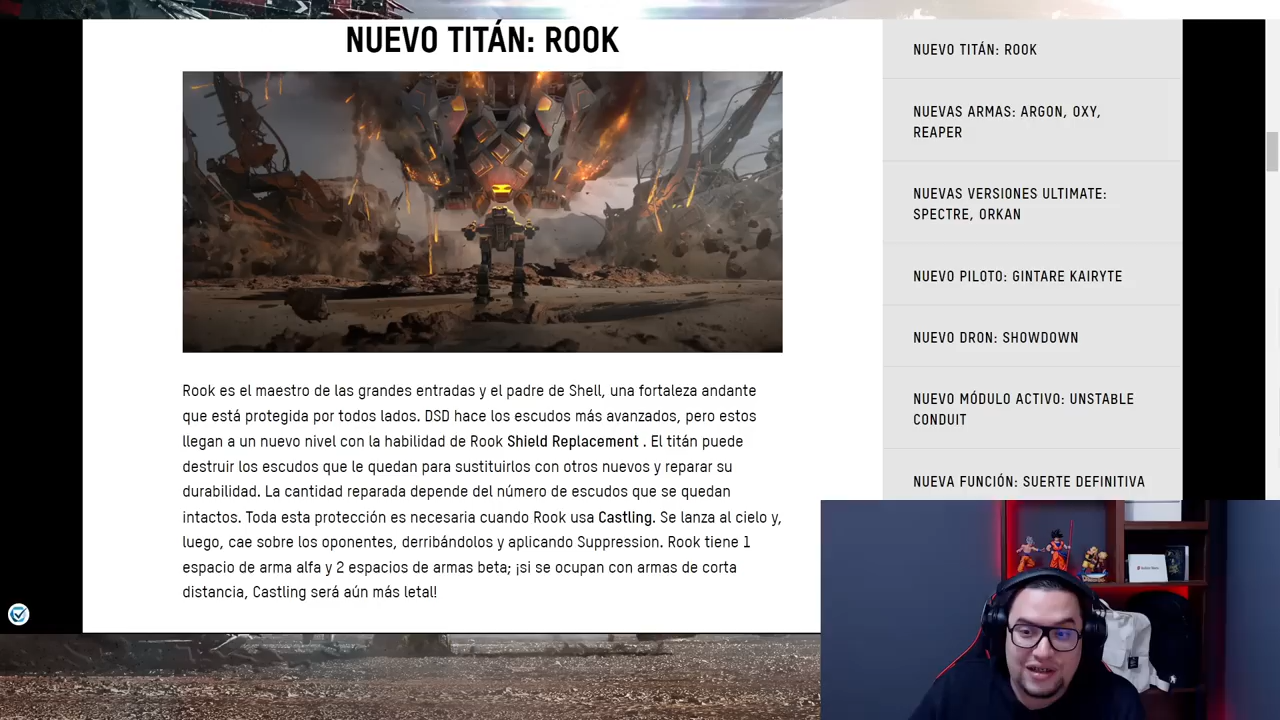 NUEVO TITÁN: ROOK
Rook es el maestro de las grandes entradas y el padre de Shell, una fortaleza andante
que está protegida por todos lados. DSD hace los escudos más avanzados, pero estos
llegan a un nuevo nivel con la habilidad de Rook Shield Replacement . El titán puede
destruir los escudos que le quedan para sustituirlos con otros nuevos y reparar su
durabilidad. La cantidad reparada depende del número de escudos que se quedan
intactos. Toda esta protección es necesaria cuando Rook usa Castling. Se lanza al cielo y,
luego, cae sobre los oponentes, derribándolos y aplicando Suppression. Rook tiene 1
espacio de arma alfa y 2 espacios de armas beta; ¡si se ocupan con armas de corta
distancia, Castling será aún más letal!
NUEVO TITÁN: ROOK
NUEVAS ARMAS: ARGON, OXY,
REAPER
NUEVAS VERSIONES ULTIMATE:
SPECTRE, ORKAN
NUEVO PILOTO: GINTARE KAIRYTE
NUEVO DRON: SHOWDOWN
NUEVO MÓDULO ACTIVO: UNSTABLE
CONDUIT
NUEVA FUNCIÓN: SUERTE DEFINITIVA